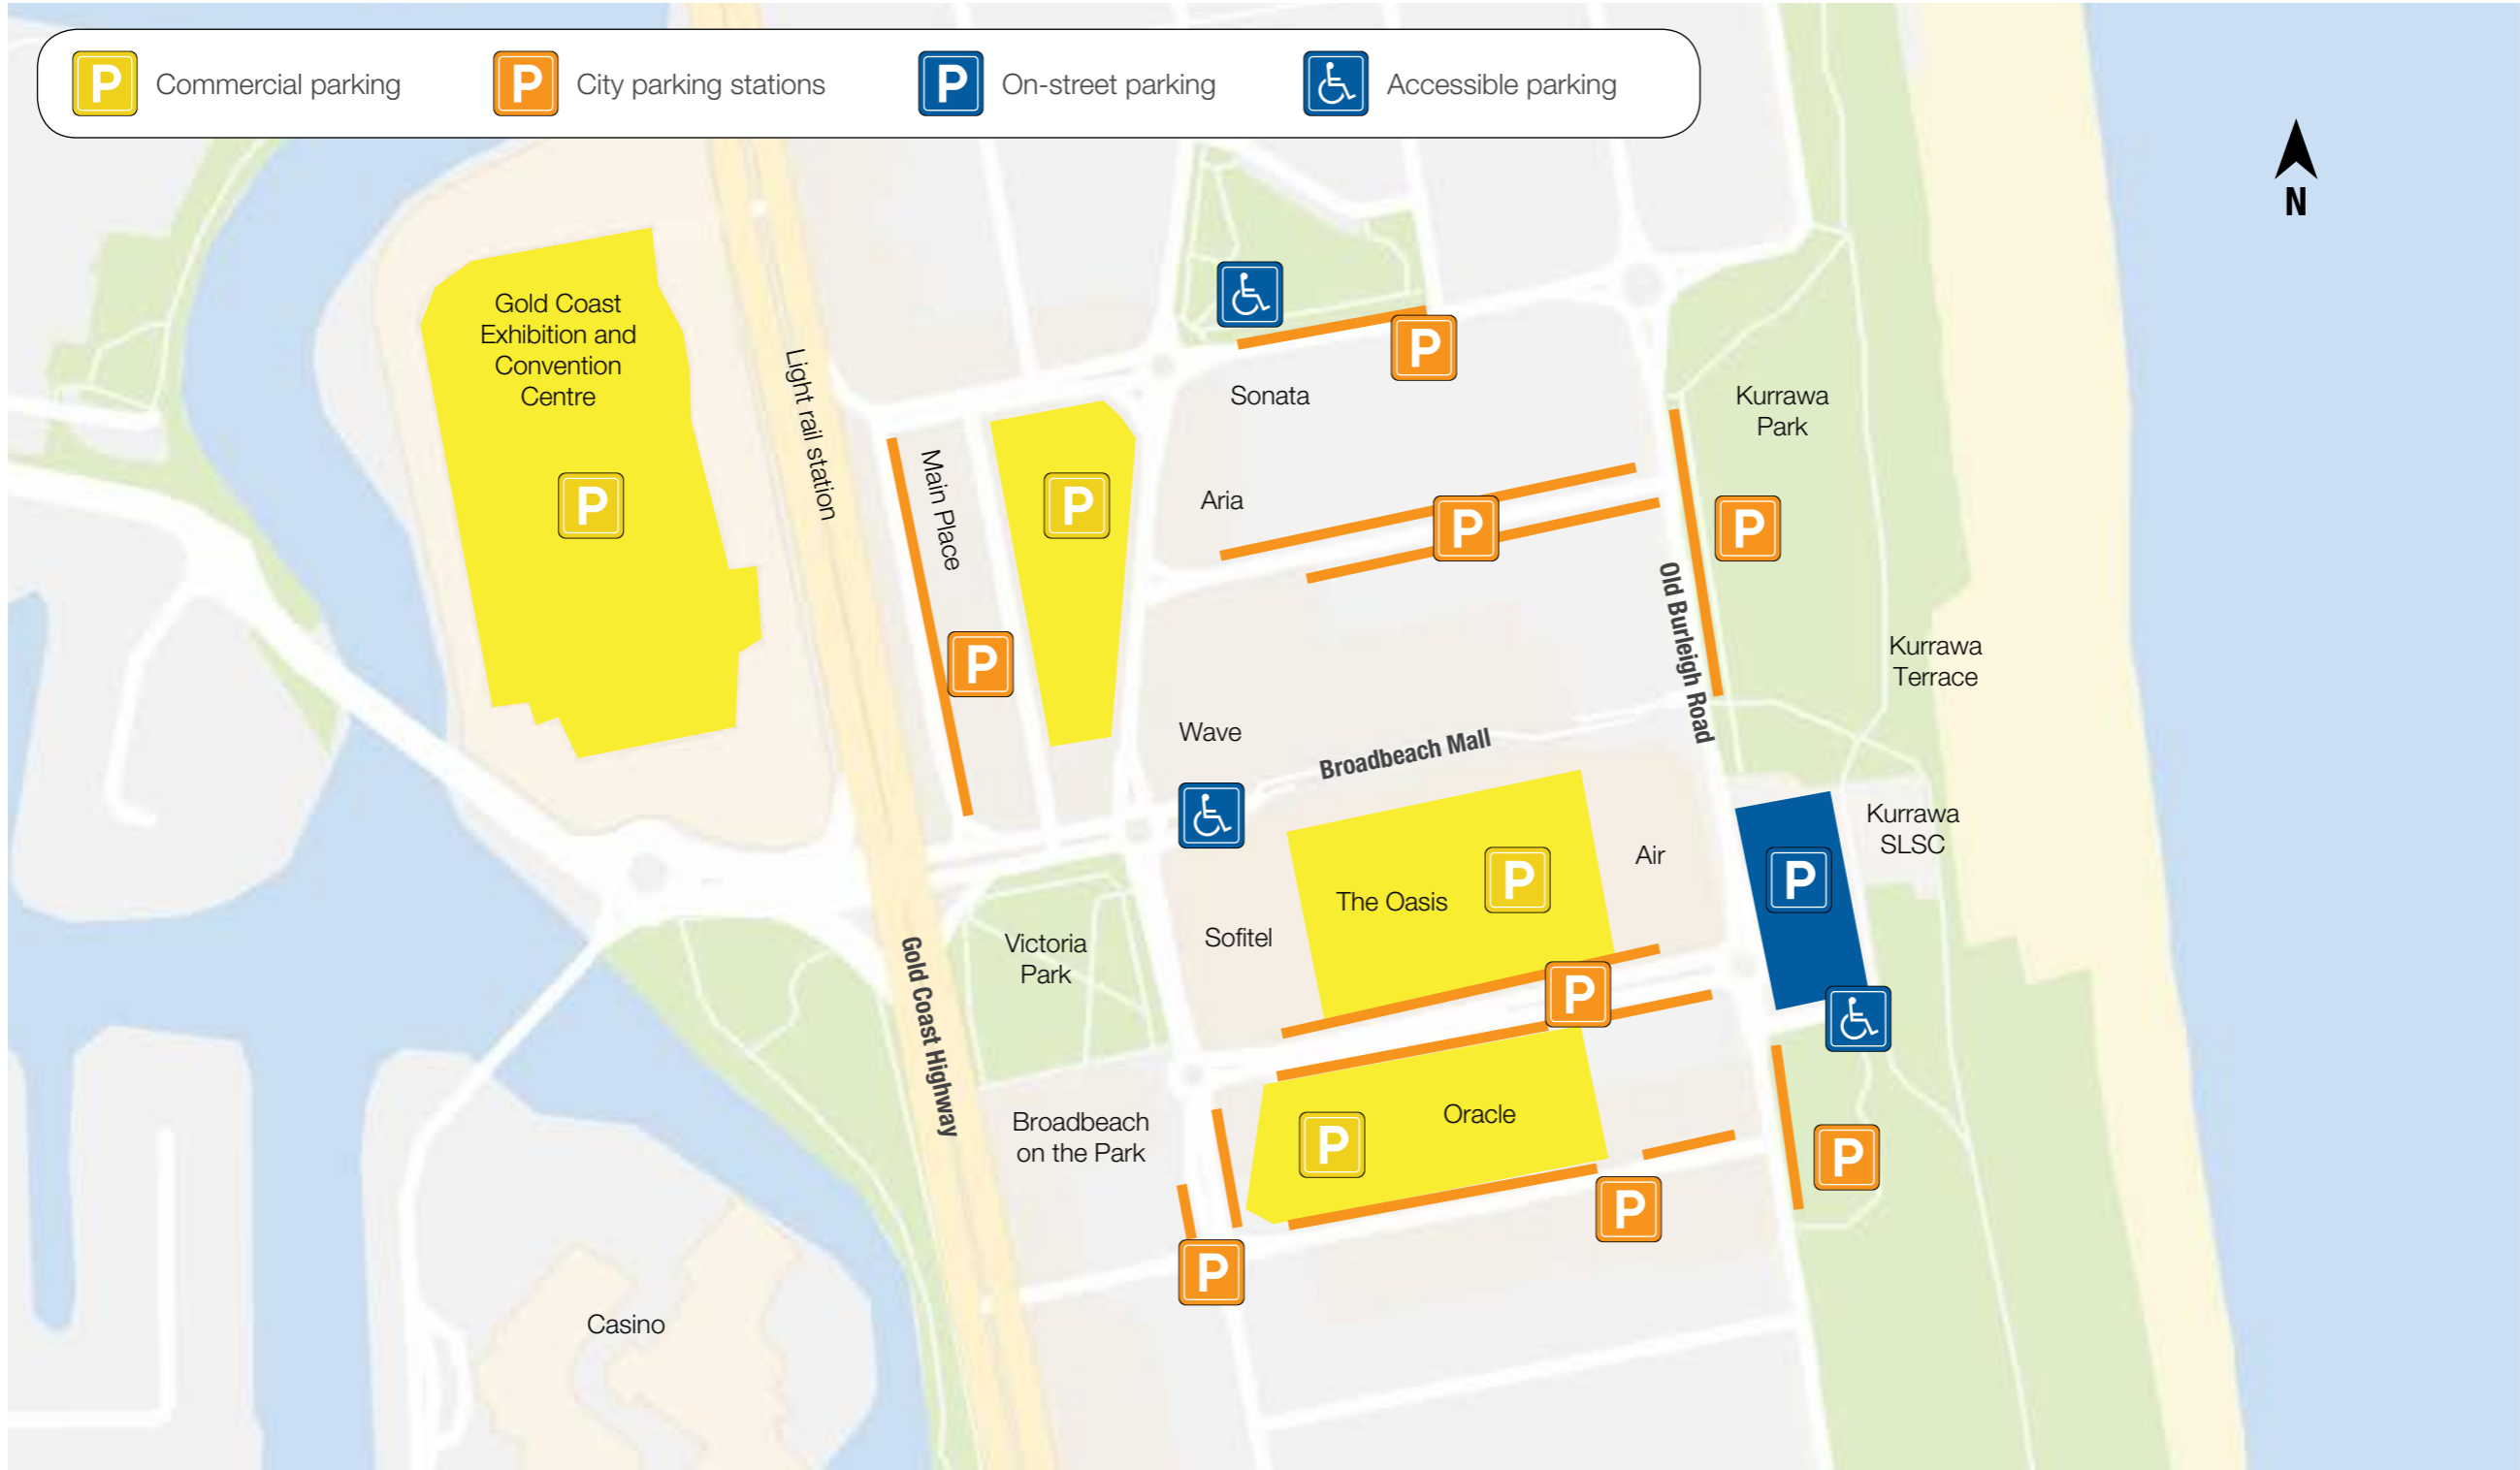 P Commercial parking
P City parking stations
P On-street parking
Accessible parking
N
Gold Coast
Exhibition and
Convention
Centre
P
Light rail station
Main Place
P
P
Sonata
P
Aria
P
Kurrawa
Park
P
Old Burleigh Road
Kurrawa
Terrace
Wave
Broadbeach Mall
The Oasis
P
Air
P
Kurrawa
SLSC
Sofitel
Victoria
Park
Gold Coast Highway
P
Broadbeach
on the Park
P
Oracle
P
P
P
Casino